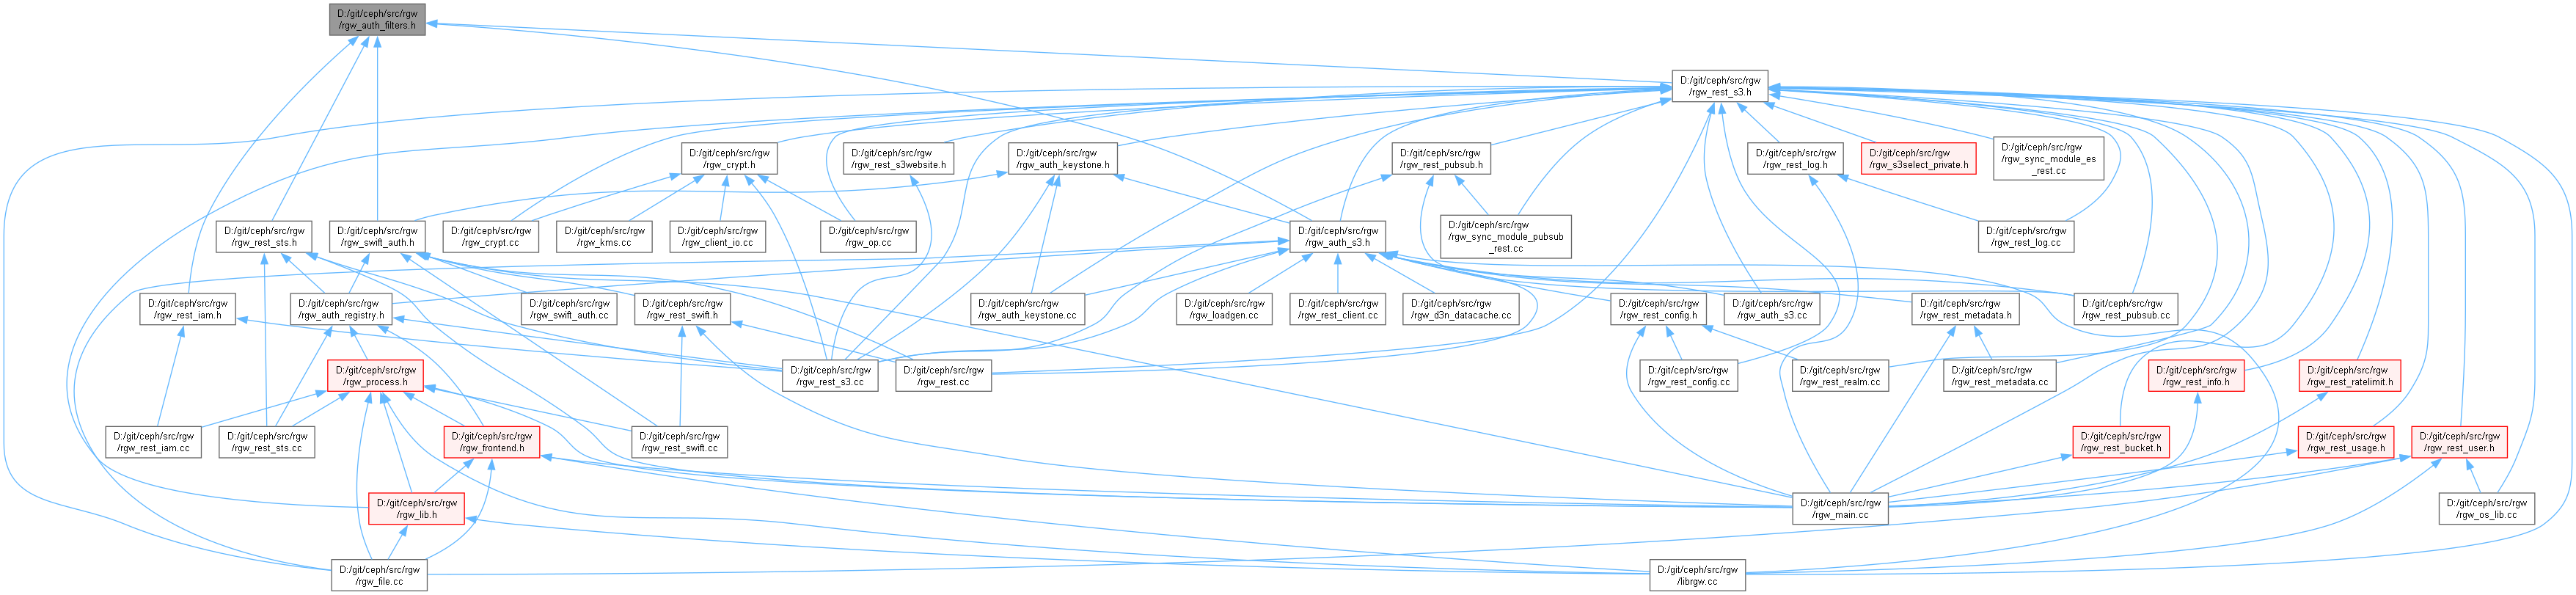 D:/git/ceph/src/rgw
/rgw_auth_filters.h
D:/git/ceph/src/rgw
/rgw_rest_s3.h
D:/git/ceph/src/rgw
/rgw_crypt.h
D:/git/ceph/src/rgw
/rgw_rest_s3website.h
D:/git/ceph/src/rgw
/rgw_auth_keystone.h
D:/git/ceph/src/rgw
/rgw_rest_pubsub.h
D:/git/ceph/src/rgw
/rgw_rest_log.h
D:/git/ceph/src/rgw
/rgw_s3select_private.h
D:/git/ceph/src/rgw
/rgw_sync_module_es
_rest.cc
D:/git/ceph/src/rgw
/rgw_rest_sts.h
D:/git/ceph/src/rgw
/rgw_swift_auth.h
D:/git/ceph/src/rgw
/rgw_crypt.cc
D:/git/ceph/src/rgw
/rgw_kms.cc
D:/git/ceph/src/rgw
/rgw_client_io.cc
D:/git/ceph/src/rgw
/rgw_op.cc
D:/git/ceph/src/rgw
/rgw_auth_s3.h
D:/git/ceph/src/rgw
/rgw_sync_module_pubsub
_rest.cc
D:/git/ceph/src/rgw
/rgw_rest_log.cc
D:/git/ceph/src/rgw
/rgw_rest_iam.h
D:/git/ceph/src/rgw
/rgw_auth_registry.h
D:/git/ceph/src/rgw
/rgw_swift_auth.cc
D:/git/ceph/src/rgw
/rgw_rest_swift.h
D:/git/ceph/src/rgw
/rgw_auth_keystone.cc
D:/git/ceph/src/rgw
/rgw_loadgen.cc
D:/git/ceph/src/rgw
/rgw_rest_client.cc
D:/git/ceph/src/rgw
/rgw_d3n_datacache.cc
D:/git/ceph/src/rgw
/rgw_rest_config.h
D:/git/ceph/src/rgw
/rgw_auth_s3.cc
D:/git/ceph/src/rgw
/rgw_rest_metadata.h
D:/git/ceph/src/rgw
/rgw_rest_pubsub.cc
D:/git/ceph/src/rgw
/rgw_process.h
D:/git/ceph/src/rgw
/rgw_rest_s3.cc
D:/git/ceph/src/rgw
/rgw_rest.cc
D:/git/ceph/src/rgw
/rgw_rest_config.cc
D:/git/ceph/src/rgw
/rgw_rest_realm.cc
D:/git/ceph/src/rgw
/rgw_rest_metadata.cc
D:/git/ceph/src/rgw
/rgw_rest_info.h
D:/git/ceph/src/rgw
/rgw_rest_ratelimit.h
D:/git/ceph/src/rgw
/rgw_rest_iam.cc
D:/git/ceph/src/rgw
/rgw_rest_sts.cc
D:/git/ceph/src/rgw
/rgw_frontend.h
D:/git/ceph/src/rgw
/rgw_rest_swift.cc
D:/git/ceph/src/rgw
/rgw_rest_bucket.h
D:/git/ceph/src/rgw
/rgw_rest_usage.h
D:/git/ceph/src/rgw
/rgw_rest_user.h
D:/git/ceph/src/rgw
/rgw_lib.h
D:/git/ceph/src/rgw
/rgw_main.cc
D:/git/ceph/src/rgw
/rgw_os_lib.cc
D:/git/ceph/src/rgw
/rgw_file.cc
D:/git/ceph/src/rgw
/librgw.cc